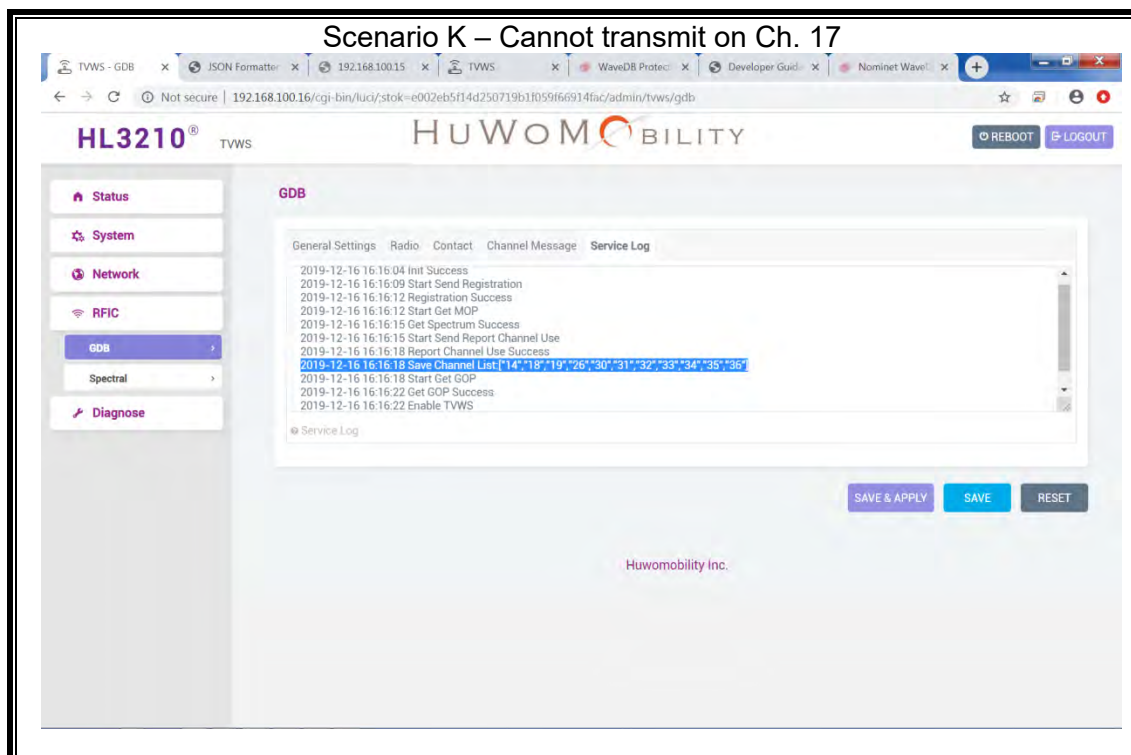 Scenario K – Cannot transmit on Ch. 17
TVWS - GDB
JSON Formatter
192.168.100.15
TVWS
WaveDB Protec
Developer Guid
Nominet Wave
Not secure | 192.168.100.16/cgi-bin/luci/;stok=e002eb5f14d250719b1f059f66914fac/admin/tvws/gdb
HL3210® TVWS
HUWOMOBILITY
REBOOT
LOGOUT
Status
System
Network
RFIC
GDB
Spectral
Diagnose
GDB
General Settings Radio Contact Channel Message Service Log
2019-12-16 16:16:04 Init Success
2019-12-16 16:16:09 Start Send Registration
2019-12-16 16:16:12 Registration Success
2019-12-16 16:16:12 Start Get MOP
2019-12-16 16:16:15 Get Spectrum Success
2019-12-16 16:16:15 Start Send Report Channel Use
2019-12-16 16:16:18 Report Channel Use Success
2019-12-16 16:16:18 Save Channel List:["14","18","19","26","30","31","32","33","34","35","36"]
2019-12-16 16:16:18 Start Get GOP
2019-12-16 16:16:22 Get GOP Success
2019-12-16 16:16:22 Enable TVWS
Service Log
SAVE & APPLY
SAVE
RESET
Huwomobility Inc.